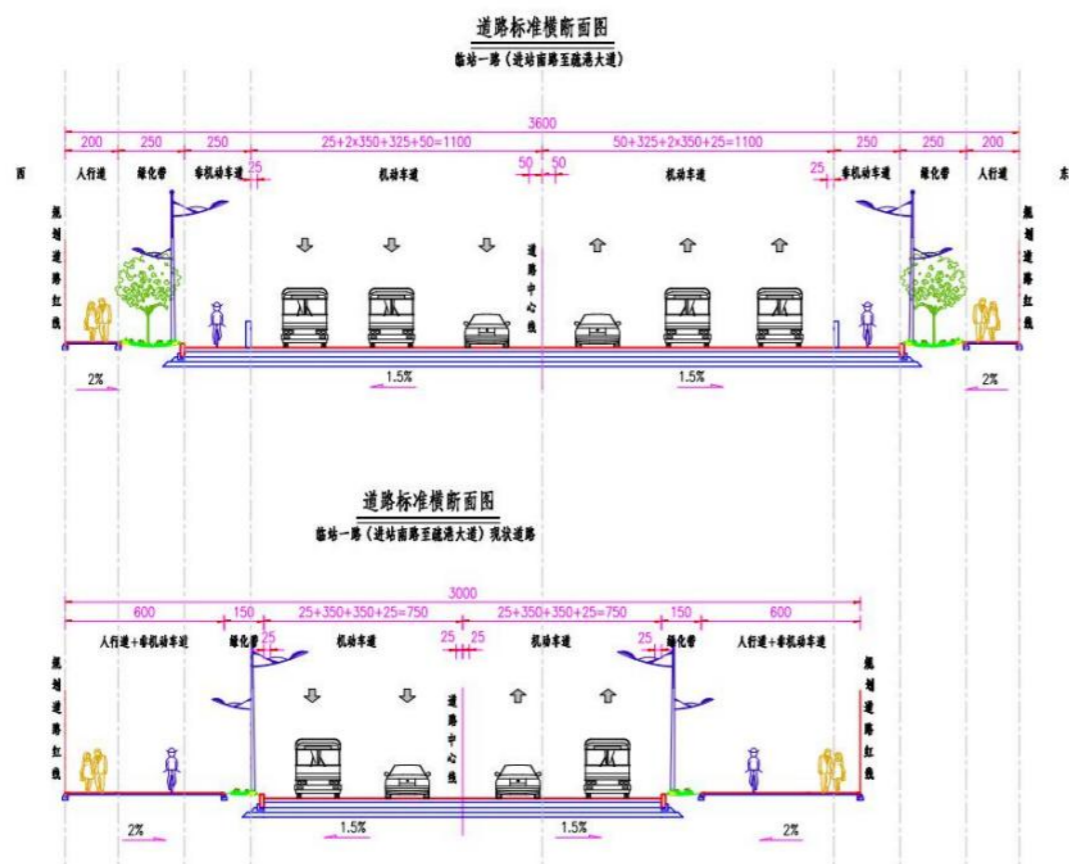 道路标准横断面图
临站一路（进站南路至疏港大道）
3600
200 250 250 25+2x350+325+50=1100 50+325+2x350+25=1100 250 250 200
25 50 50 25
西 人行道 绿化带 非机动车道 机动车道 机动车道 非机动车道 绿化带 人行道 东
规划道路红线
道路中心线
规划道路红线
2% 1.5% 1.5% 2%
道路标准横断面图
临站一路（进站南路至疏港大道）现状道路
3000
600 150 25+350+350+25=750 25+350+350+25=750 150 600
人行道+非机动车道 绿化带 机动车道 机动车道 绿化带 人行道+非机动车道
25 25 25 25
规划道路红线
道路中心线
规划道路红线
2% 1.5% 1.5% 2%